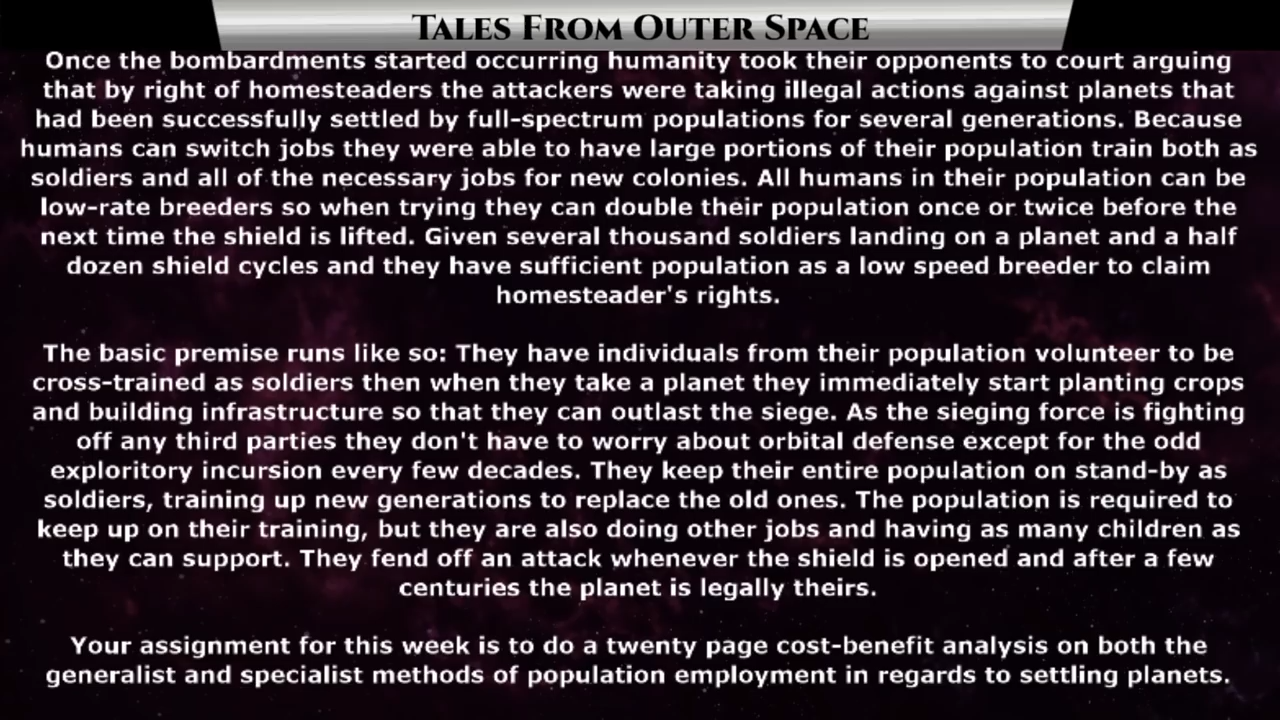 Tales From Outer Space
Once the bombardments started occurring humanity took their opponents to court arguing
that by right of homesteaders the attackers were taking illegal actions against planets that
had been successfully settled by full-spectrum populations for several generations. Because
humans can switch jobs they were able to have large portions of their population train both as
soldiers and all of the necessary jobs for new colonies. All humans in their population can be
low-rate breeders so when trying they can double their population once or twice before the
next time the shield is lifted. Given several thousand soldiers landing on a planet and a half
dozen shield cycles and they have sufficient population as a low speed breeder to claim
homesteader's rights.
The basic premise runs like so: They have individuals from their population volunteer to be
cross-trained as soldiers then when they take a planet they immediately start planting crops
and building infrastructure so that they can outlast the siege. As the sieging force is fighting
off any third parties they don't have to worry about orbital defense except for the odd
exploritory incursion every few decades. They keep their entire population on stand-by as
soldiers, training up new generations to replace the old ones. The population is required to
keep up on their training, but they are also doing other jobs and having as many children as
they can support. They fend off an attack whenever the shield is opened and after a few
centuries the planet is legally theirs.
Your assignment for this week is to do a twenty page cost-benefit analysis on both the
generalist and specialist methods of population employment in regards to settling planets.